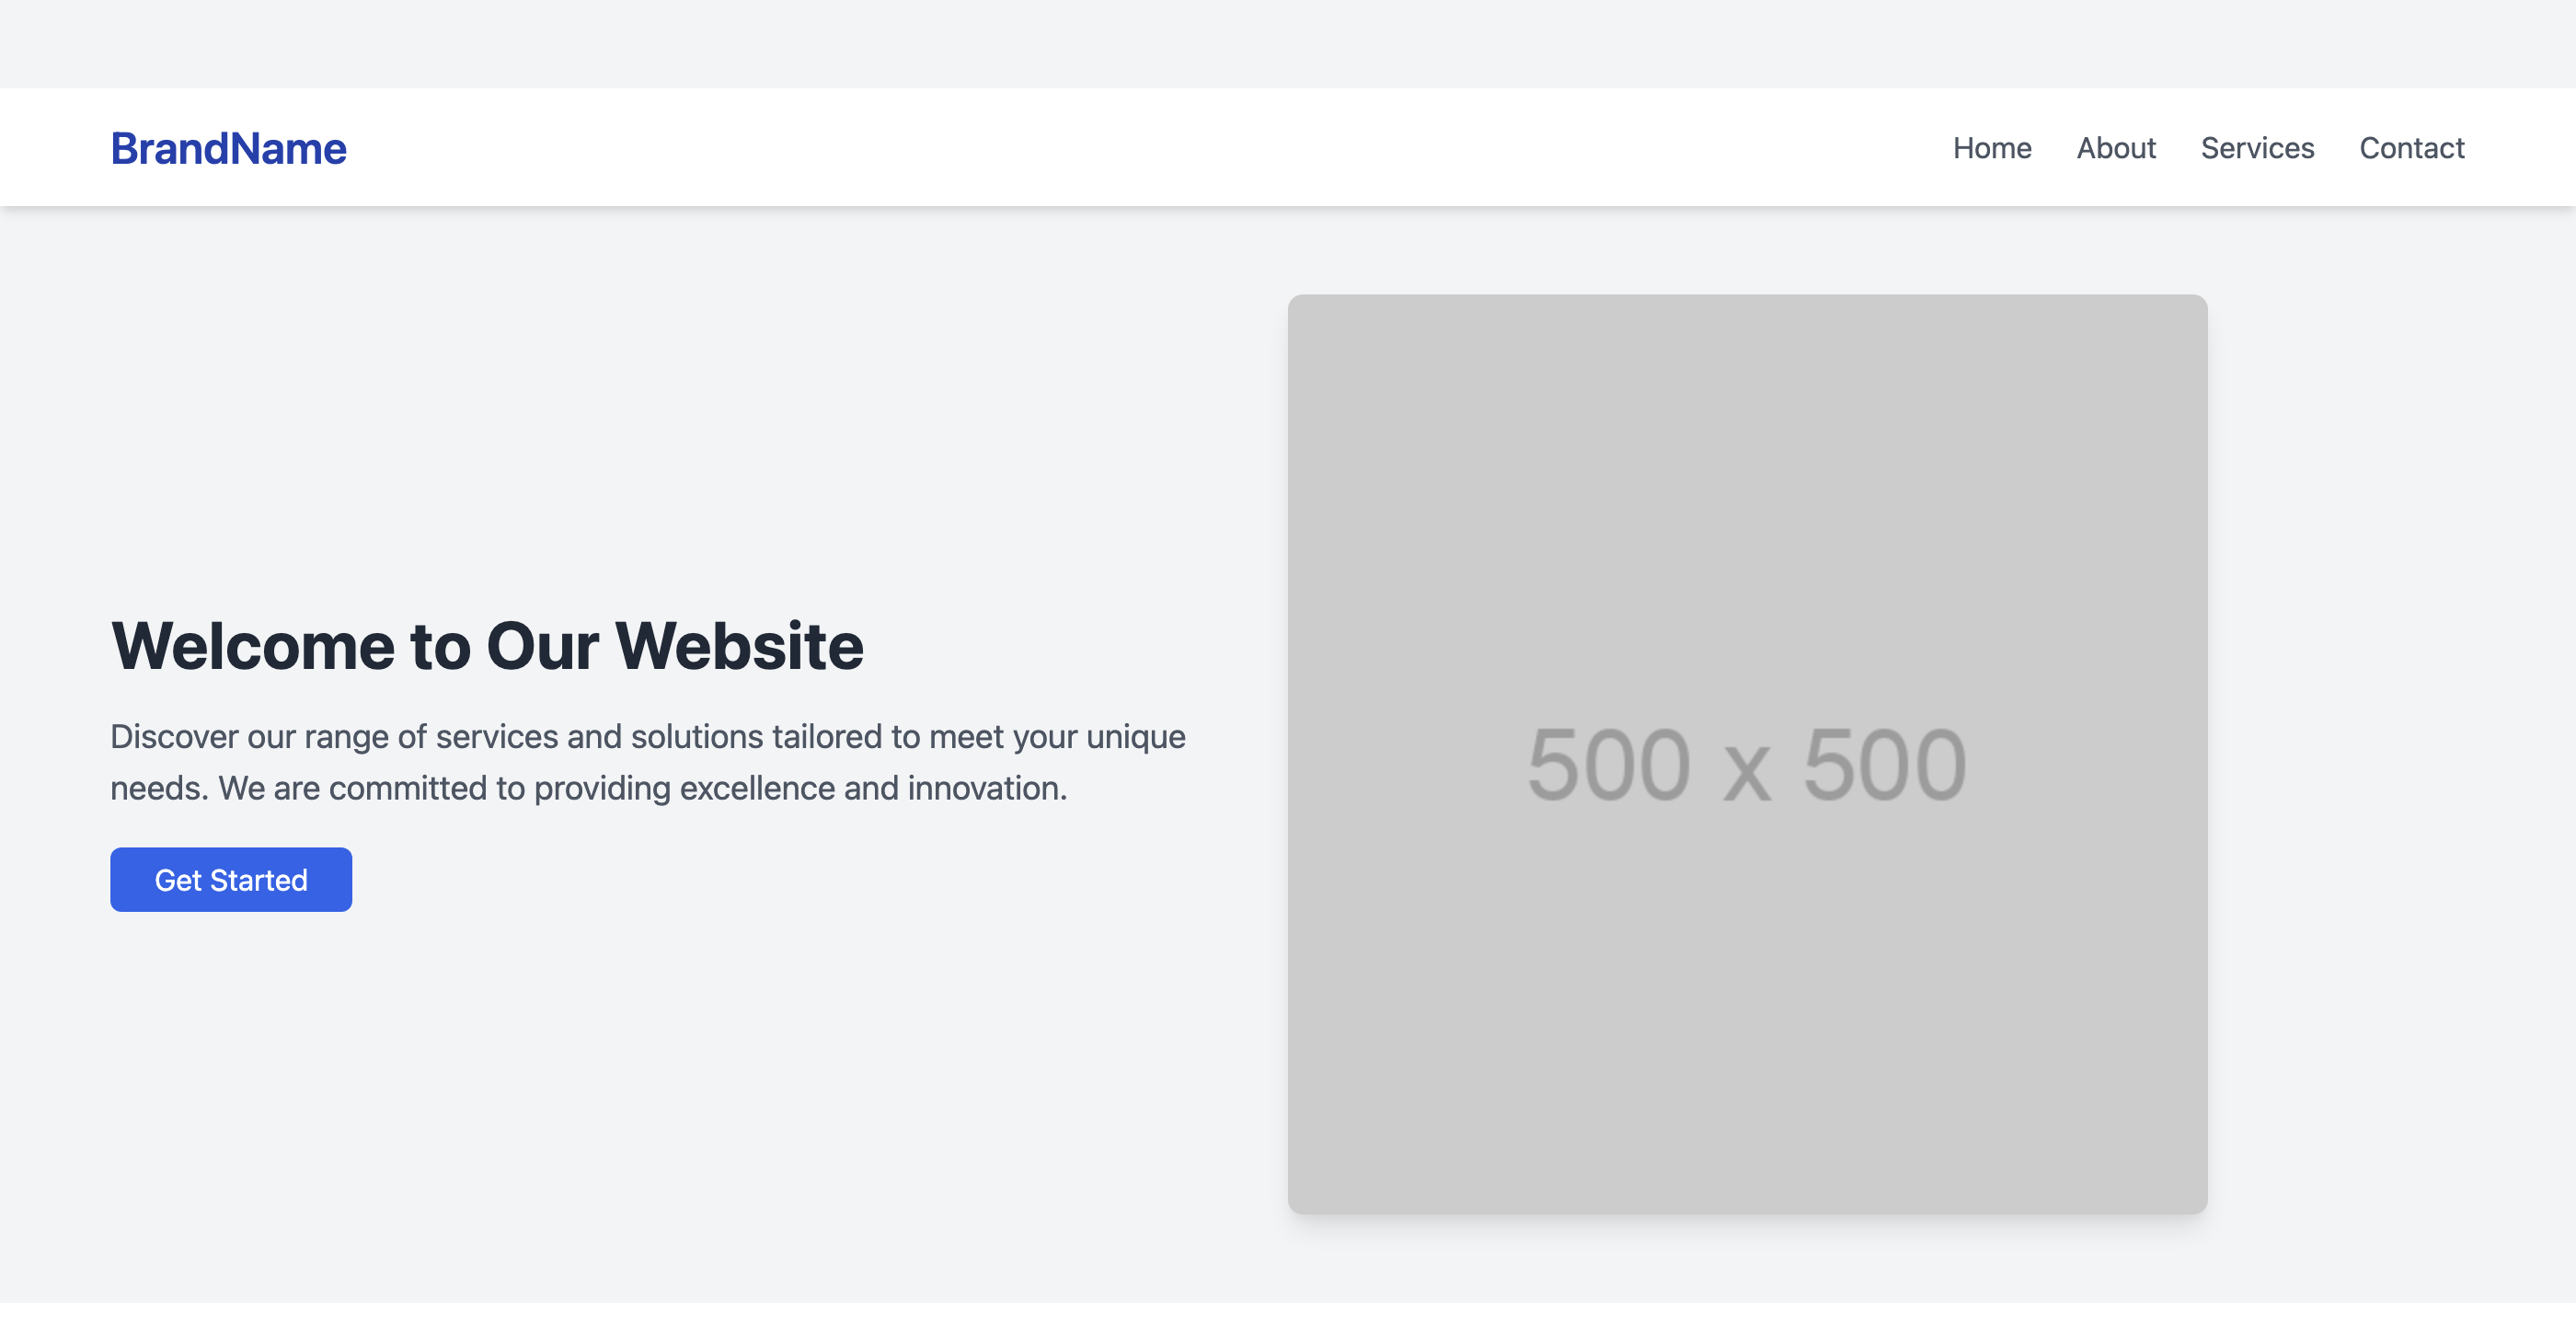 BrandName
Home About Services Contact
Welcome to Our Website
Discover our range of services and solutions tailored to meet your unique
needs. We are committed to providing excellence and innovation.
Get Started
500 x 500